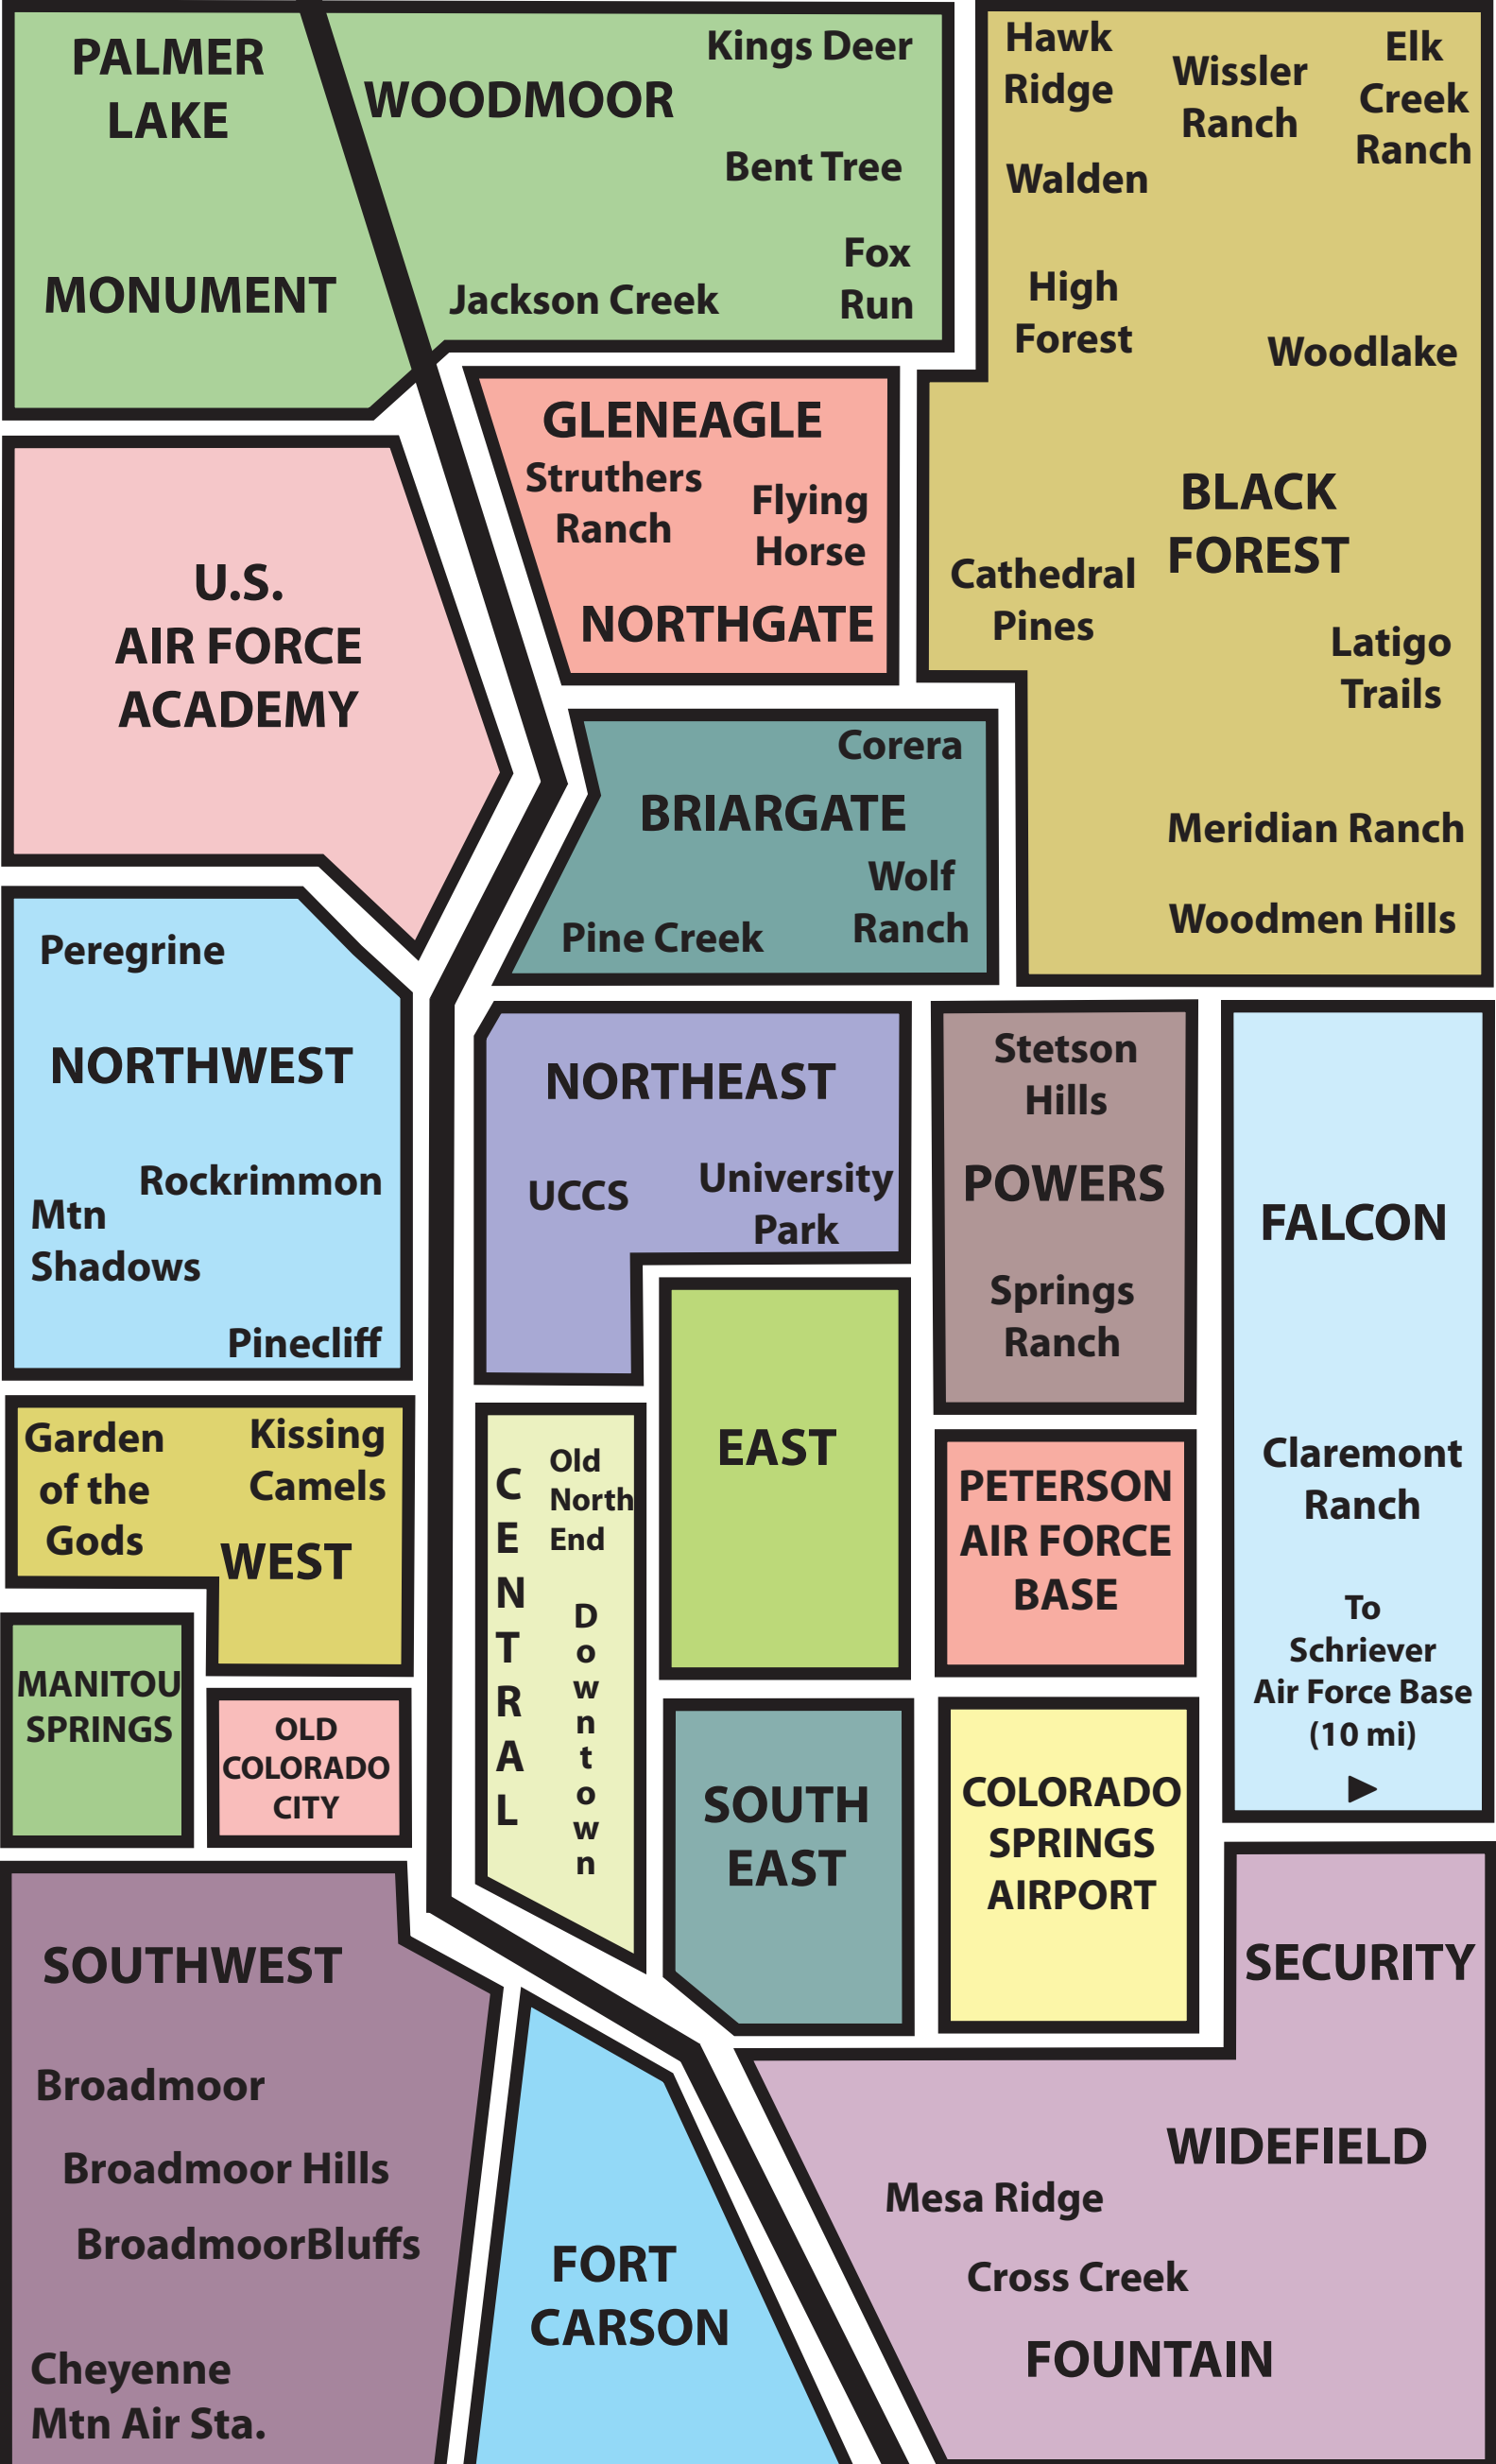 PALMER
LAKE
MONUMENT
WOODMOOR
Kings Deer
Bent Tree
Fox
Run
Jackson Creek
Hawk
Ridge
Wissler
Ranch
Elk
Creek
Ranch
Walden
High
Forest
Woodlake
BLACK
FOREST
Cathedral
Pines
Latigo
Trails
Meridian Ranch
Woodmen Hills
GLENEAGLE
Struthers
Ranch
Flying
Horse
NORTHGATE
U.S.
AIR FORCE
ACADEMY
Corera
BRIARGATE
Wolf
Ranch
Pine Creek
Peregrine
NORTHWEST
Rockrimmon
Mtn
Shadows
Pinecliff
NORTHEAST
UCCS
University
Park
Stetson
Hills
POWERS
Springs
Ranch
FALCON
Claremont
Ranch
To
Schriever
Air Force Base
(10 mi)
Garden
of the
Gods
Kissing
Camels
WEST
CENTRAL
Old
North
End
Downtown
EAST
PETERSON
AIR FORCE
BASE
MANITOU
SPRINGS
OLD
COLORADO
CITY
SOUTH
EAST
COLORADO
SPRINGS
AIRPORT
SOUTHWEST
Broadmoor
Broadmoor Hills
BroadmoorBluffs
Cheyenne
Mtn Air Sta.
FORT
CARSON
SECURITY
WIDEFIELD
Mesa Ridge
Cross Creek
FOUNTAIN